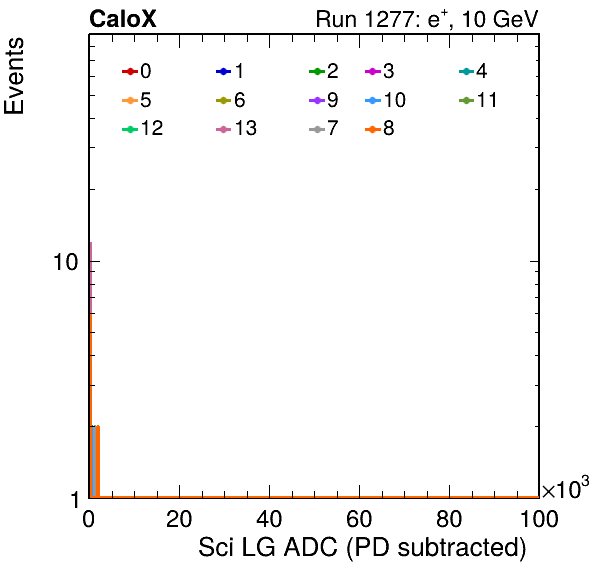 CaloX Run 1277: e⁺, 10 GeV
Events
0 1 2 3 4
5 6 9 10 11
12 13 7 8
10
1
0 20 40 60 80 100
×10³
Sci LG ADC (PD subtracted)